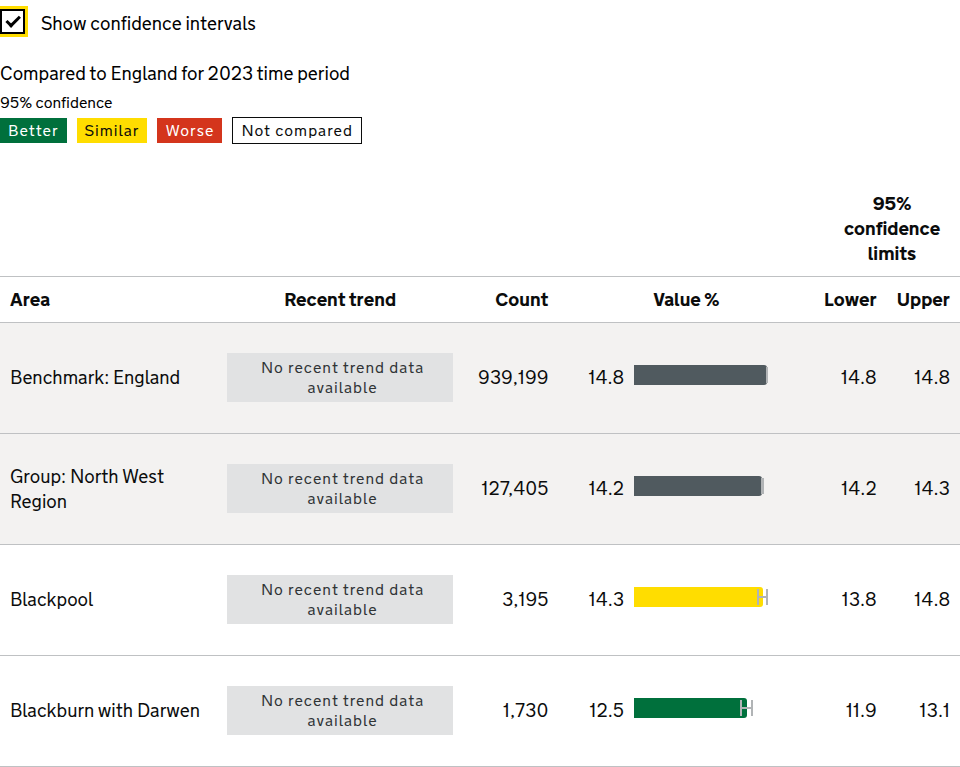 Show confidence intervals
Compared to England for 2023 time period
95% confidence
Better Similar Worse Not compared
95%
confidence
limits
Area Recent trend Count Value % Lower Upper
Benchmark: England No recent trend data available 939,199 14.8 14.8 14.8
Group: North West Region No recent trend data available 127,405 14.2 14.2 14.3
Blackpool No recent trend data available 3,195 14.3 13.8 14.8
Blackburn with Darwen No recent trend data available 1,730 12.5 11.9 13.1